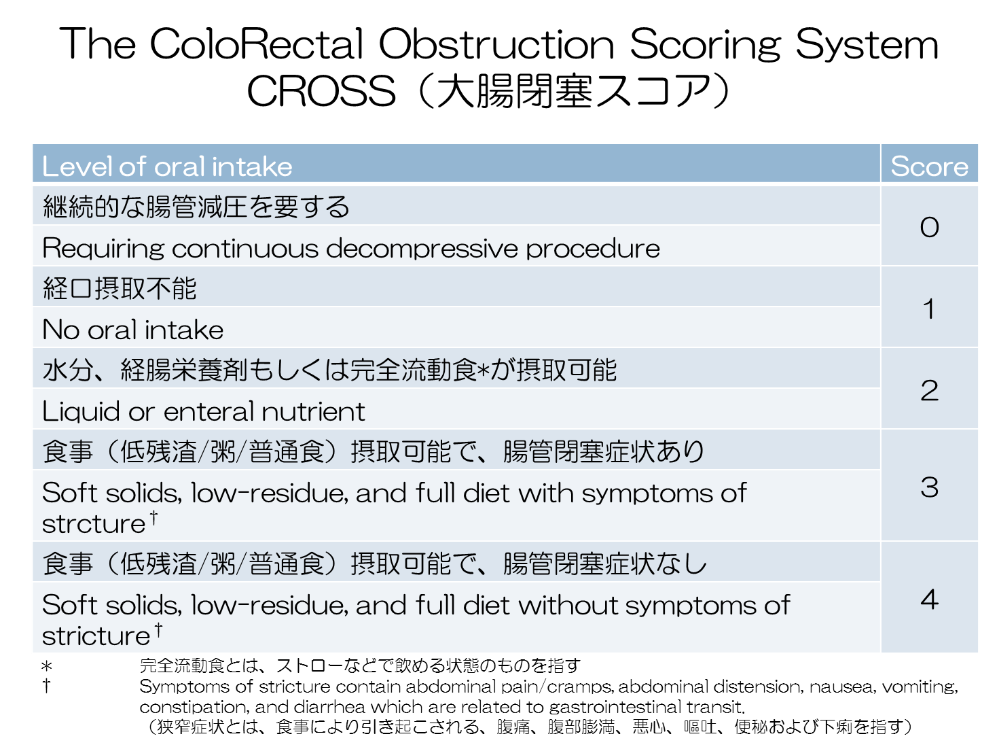 The ColoRectal Obstruction Scoring System
CROSS（大腸閉塞スコア）
Level of oral intake
Score
継続的な腸管減圧を要する
Requiring continuous decompressive procedure
0
経口摂取不能
No oral intake
1
水分、経腸栄養剤もしくは完全流動食*が摂取可能
Liquid or enteral nutrient
2
食事（低残渣/粥/普通食）摂取可能で、腸管閉塞症状あり
Soft solids, low-residue, and full diet with symptoms of
strcture†
3
食事（低残渣/粥/普通食）摂取可能で、腸管閉塞症状なし
Soft solids, low-residue, and full diet without symptoms of
stricture†
4
* 完全流動食とは、ストローなどで飲める状態のものを指す
† Symptoms of stricture contain abdominal pain/cramps, abdominal distension, nausea, vomiting,
constipation, and diarrhea which are related to gastrointestinal transit.
（狭窄症状とは、食事により引き起こされる、腹痛、腹部膨満、悪心、嘔吐、便秘および下痢を指す）